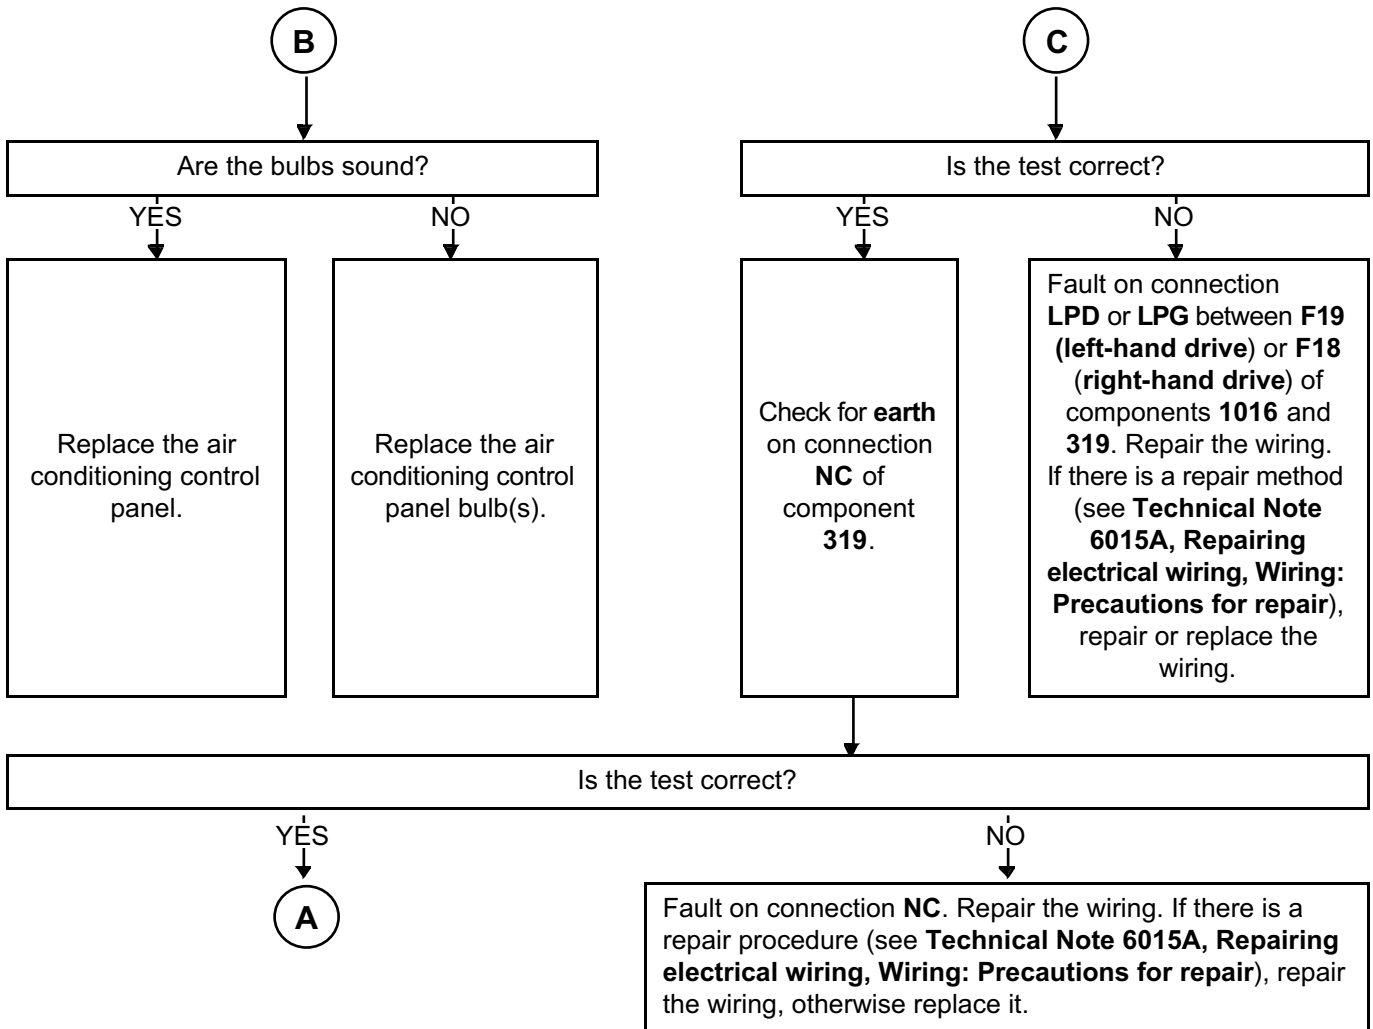 B
C
Are the bulbs sound?
Is the test correct?
YES
NO
YES
NO
Replace the air
conditioning control
panel.
Replace the air
conditioning control
panel bulb(s).
Check for earth
on connection
NC of
component
319.
Fault on connection
LPD or LPG between F19
(left-hand drive) or F18
(right-hand drive) of
components 1016 and
319. Repair the wiring.
If there is a repair method
(see Technical Note
6015A, Repairing
electrical wiring, Wiring:
Precautions for repair),
repair or replace the
wiring.
Is the test correct?
YES
NO
A
Fault on connection NC. Repair the wiring. If there is a
repair procedure (see Technical Note 6015A, Repairing
electrical wiring, Wiring: Precautions for repair), repair
the wiring, otherwise replace it.